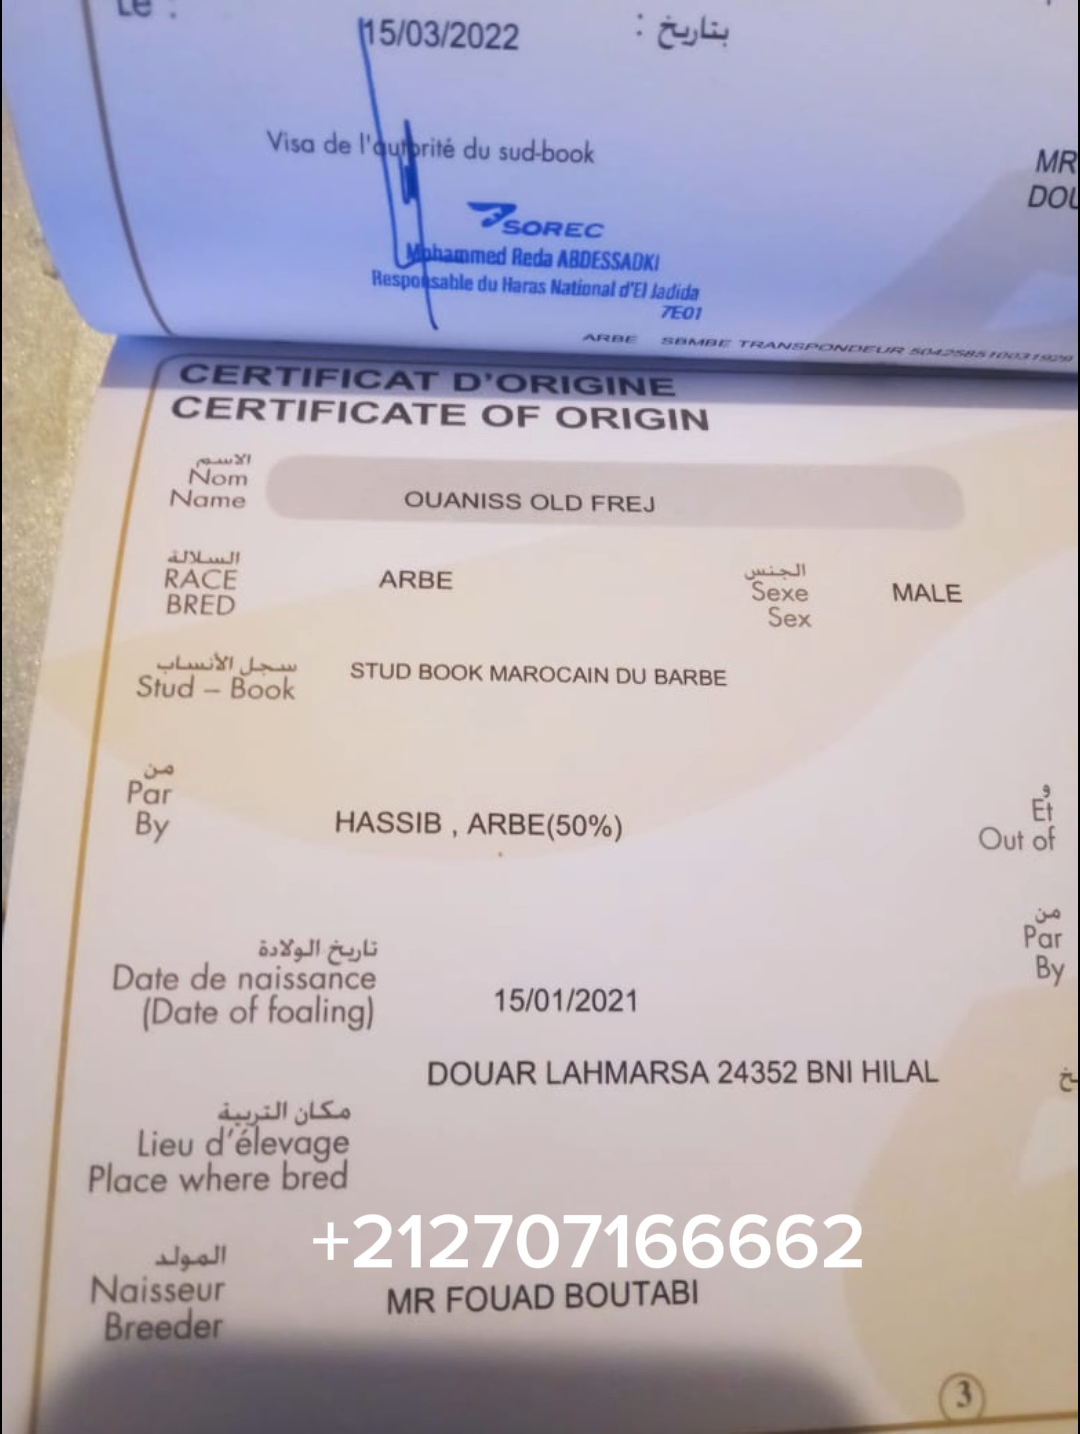 Le :
15/03/2022
بتاريخ :
Visa de l'autorité du sud-book
MR
DOU
SOREC
Mohammed Reda ABDESSADKI
Responsable du Haras National d'El Jadida
7E01
ARBE SBMBE TRANSPONDEUR 504258510031929
CERTIFICAT D'ORIGINE
CERTIFICATE OF ORIGIN
الاسم
Nom
Name
OUANISS OLD FREJ
السلالة
RACE
BRED
ARBE
الجنس
Sexe
Sex
MALE
سجل الأنساب
Stud – Book
STUD BOOK MAROCAIN DU BARBE
من
Par
By
HASSIB , ARBE(50%)
و
Et
Out of
من
Par
By
تاريخ الولادة
Date de naissance
(Date of foaling)
15/01/2021
DOUAR LAHMARSA 24352 BNI HILAL
مكان التربية
Lieu d'élevage
Place where bred
+212707166662
المولد
Naisseur
Breeder
MR FOUAD BOUTABI
3